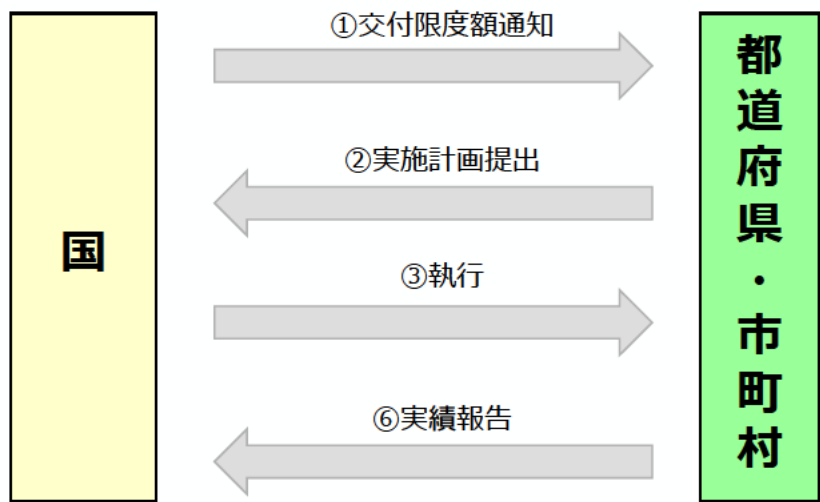 ①交付限度額通知
②実施計画提出
国
③執行
⑥実績報告
都道府県・市町村